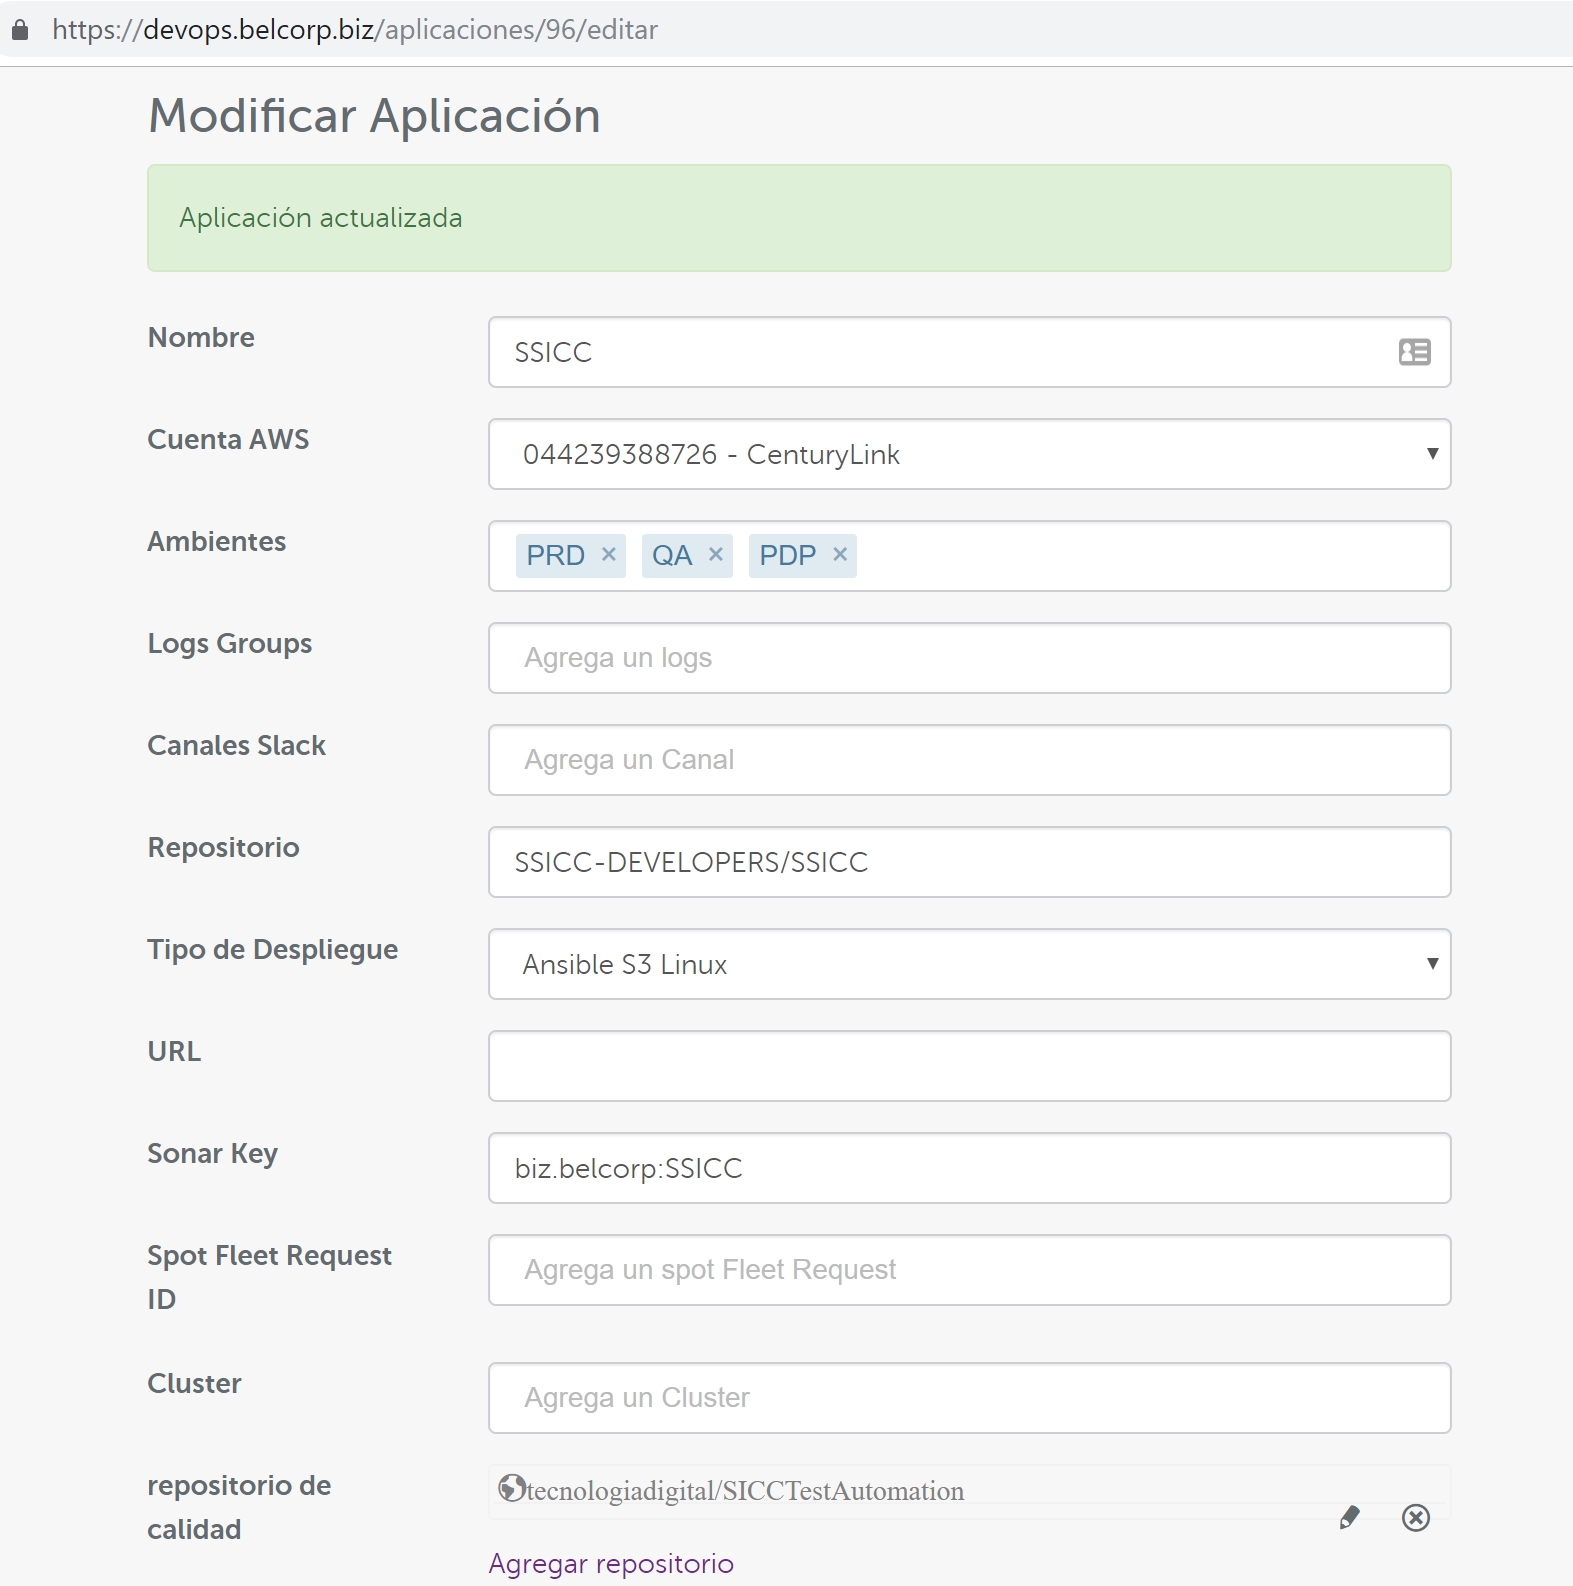 https://devops.belcorp.biz/aplicaciones/96/editar
Modificar Aplicación
Aplicación actualizada
Nombre
SSICC
Cuenta AWS
044239388726 - CenturyLink
Ambientes
PRD × QA × PDP ×
Logs Groups
Agrega un logs
Canales Slack
Agrega un Canal
Repositorio
SSICC-DEVELOPERS/SSICC
Tipo de Despliegue
Ansible S3 Linux
URL
Sonar Key
biz.belcorp:SSICC
Spot Fleet Request
ID
Agrega un spot Fleet Request
Cluster
Agrega un Cluster
repositorio de
calidad
tecnologiadigital/SICCTestAutomation
Agregar repositorio